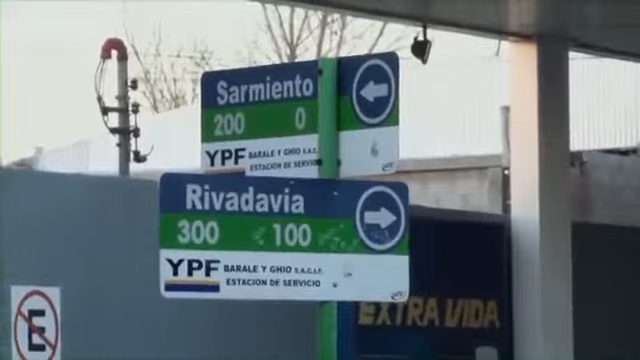 Sarmiento
200 0
YPF BARALE Y GHIO S.A.C.I.F.
ESTACION DE SERVICIO
Rivadavia
300 100
YPF BARALE Y GHIO S.A.C.I.F.
ESTACION DE SERVICIO
EXTRA VIDA
E